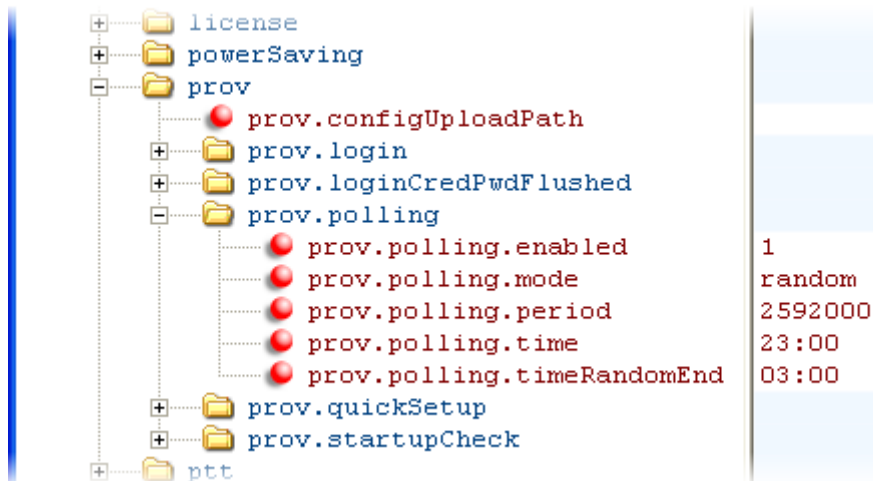 license
powerSaving
prov
prov.configUploadPath
prov.login
prov.loginCredPwdFlushed
prov.polling
prov.polling.enabled 1
prov.polling.mode random
prov.polling.period 2592000
prov.polling.time 23:00
prov.polling.timeRandomEnd 03:00
prov.quickSetup
prov.startupCheck
ptt